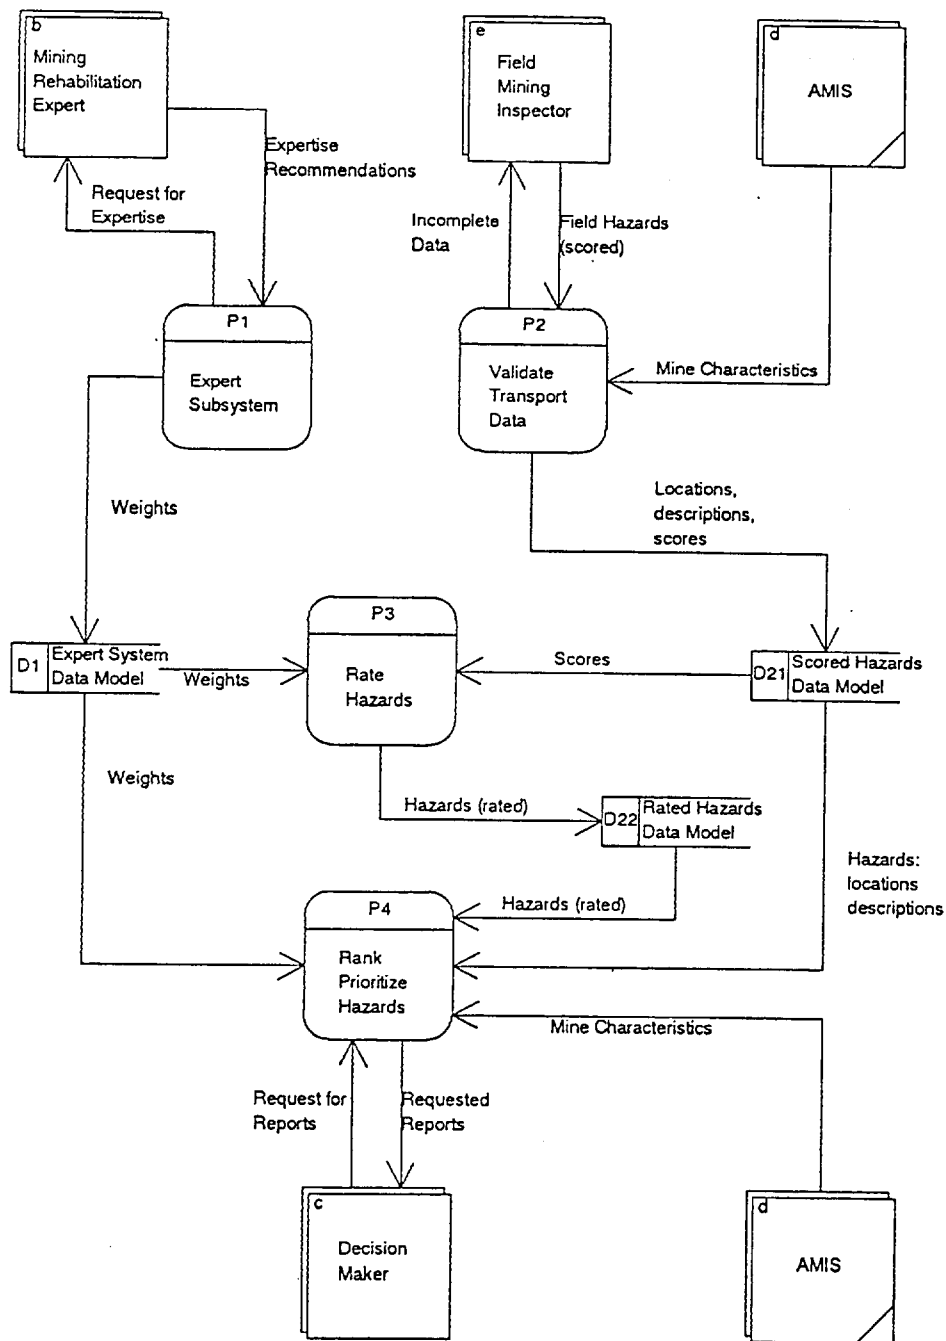 b
Mining
Rehabilitation
Expert
e
Field
Mining
Inspector
d
AMIS
Expertise
Recommendations
Request for
Expertise
Incomplete
Data
Field Hazards
(scored)
P1
Expert
Subsystem
P2
Validate
Transport
Data
Mine Characteristics
Weights
Locations,
descriptions,
scores
D1
Expert System
Data Model
Weights
P3
Rate
Hazards
Scores
D21
Scored Hazards
Data Model
Weights
Hazards (rated)
D22
Rated Hazards
Data Model
Hazards:
locations
descriptions
P4
Rank
Prioritize
Hazards
Hazards (rated)
Mine Characteristics
Request for
Reports
Requested
Reports
c
Decision
Maker
d
AMIS